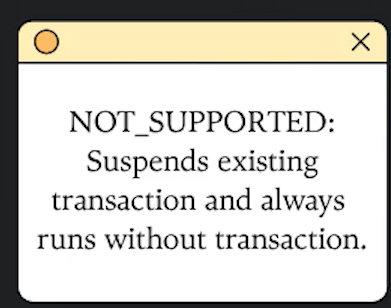 NOT_SUPPORTED:
Suspends existing
transaction and always
runs without transaction.